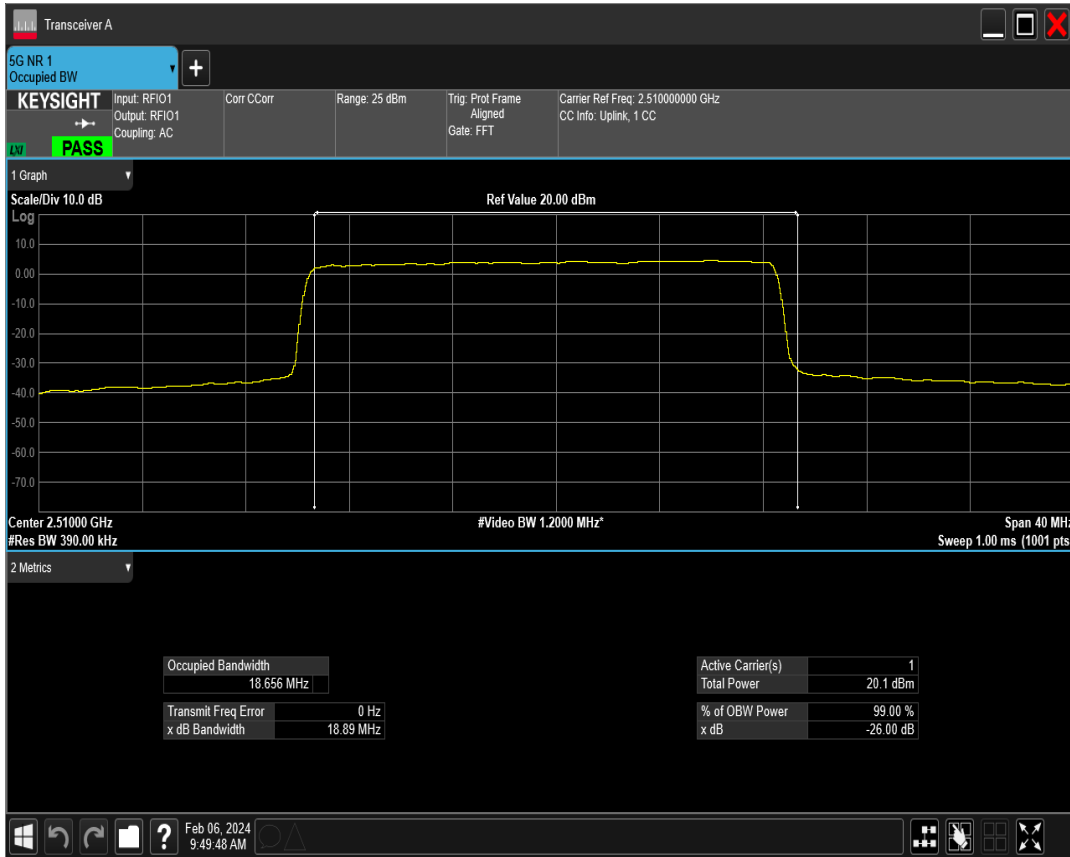 Transceiver A
5G NR 1
Occupied BW
+
KEYSIGHT
LXI
PASS
Input: RFIO1
Output: RFIO1
Coupling: AC
Corr CCorr
Range: 25 dBm
Trig: Prot Frame
Aligned
Gate: FFT
Carrier Ref Freq: 2.510000000 GHz
CC Info: Uplink, 1 CC
1 Graph
Scale/Div 10.0 dB
Ref Value 20.00 dBm
Log
10.0
0.00
-10.0
-20.0
-30.0
-40.0
-50.0
-60.0
-70.0
Center 2.51000 GHz
#Video BW 1.2000 MHz*
Span 40 MHz
#Res BW 390.00 kHz
Sweep 1.00 ms (1001 pts
2 Metrics
Occupied Bandwidth
18.656 MHz
Transmit Freq Error 0 Hz
x dB Bandwidth 18.89 MHz
Active Carrier(s) 1
Total Power 20.1 dBm
% of OBW Power 99.00 %
x dB -26.00 dB
?
Feb 06, 2024
9:49:48 AM